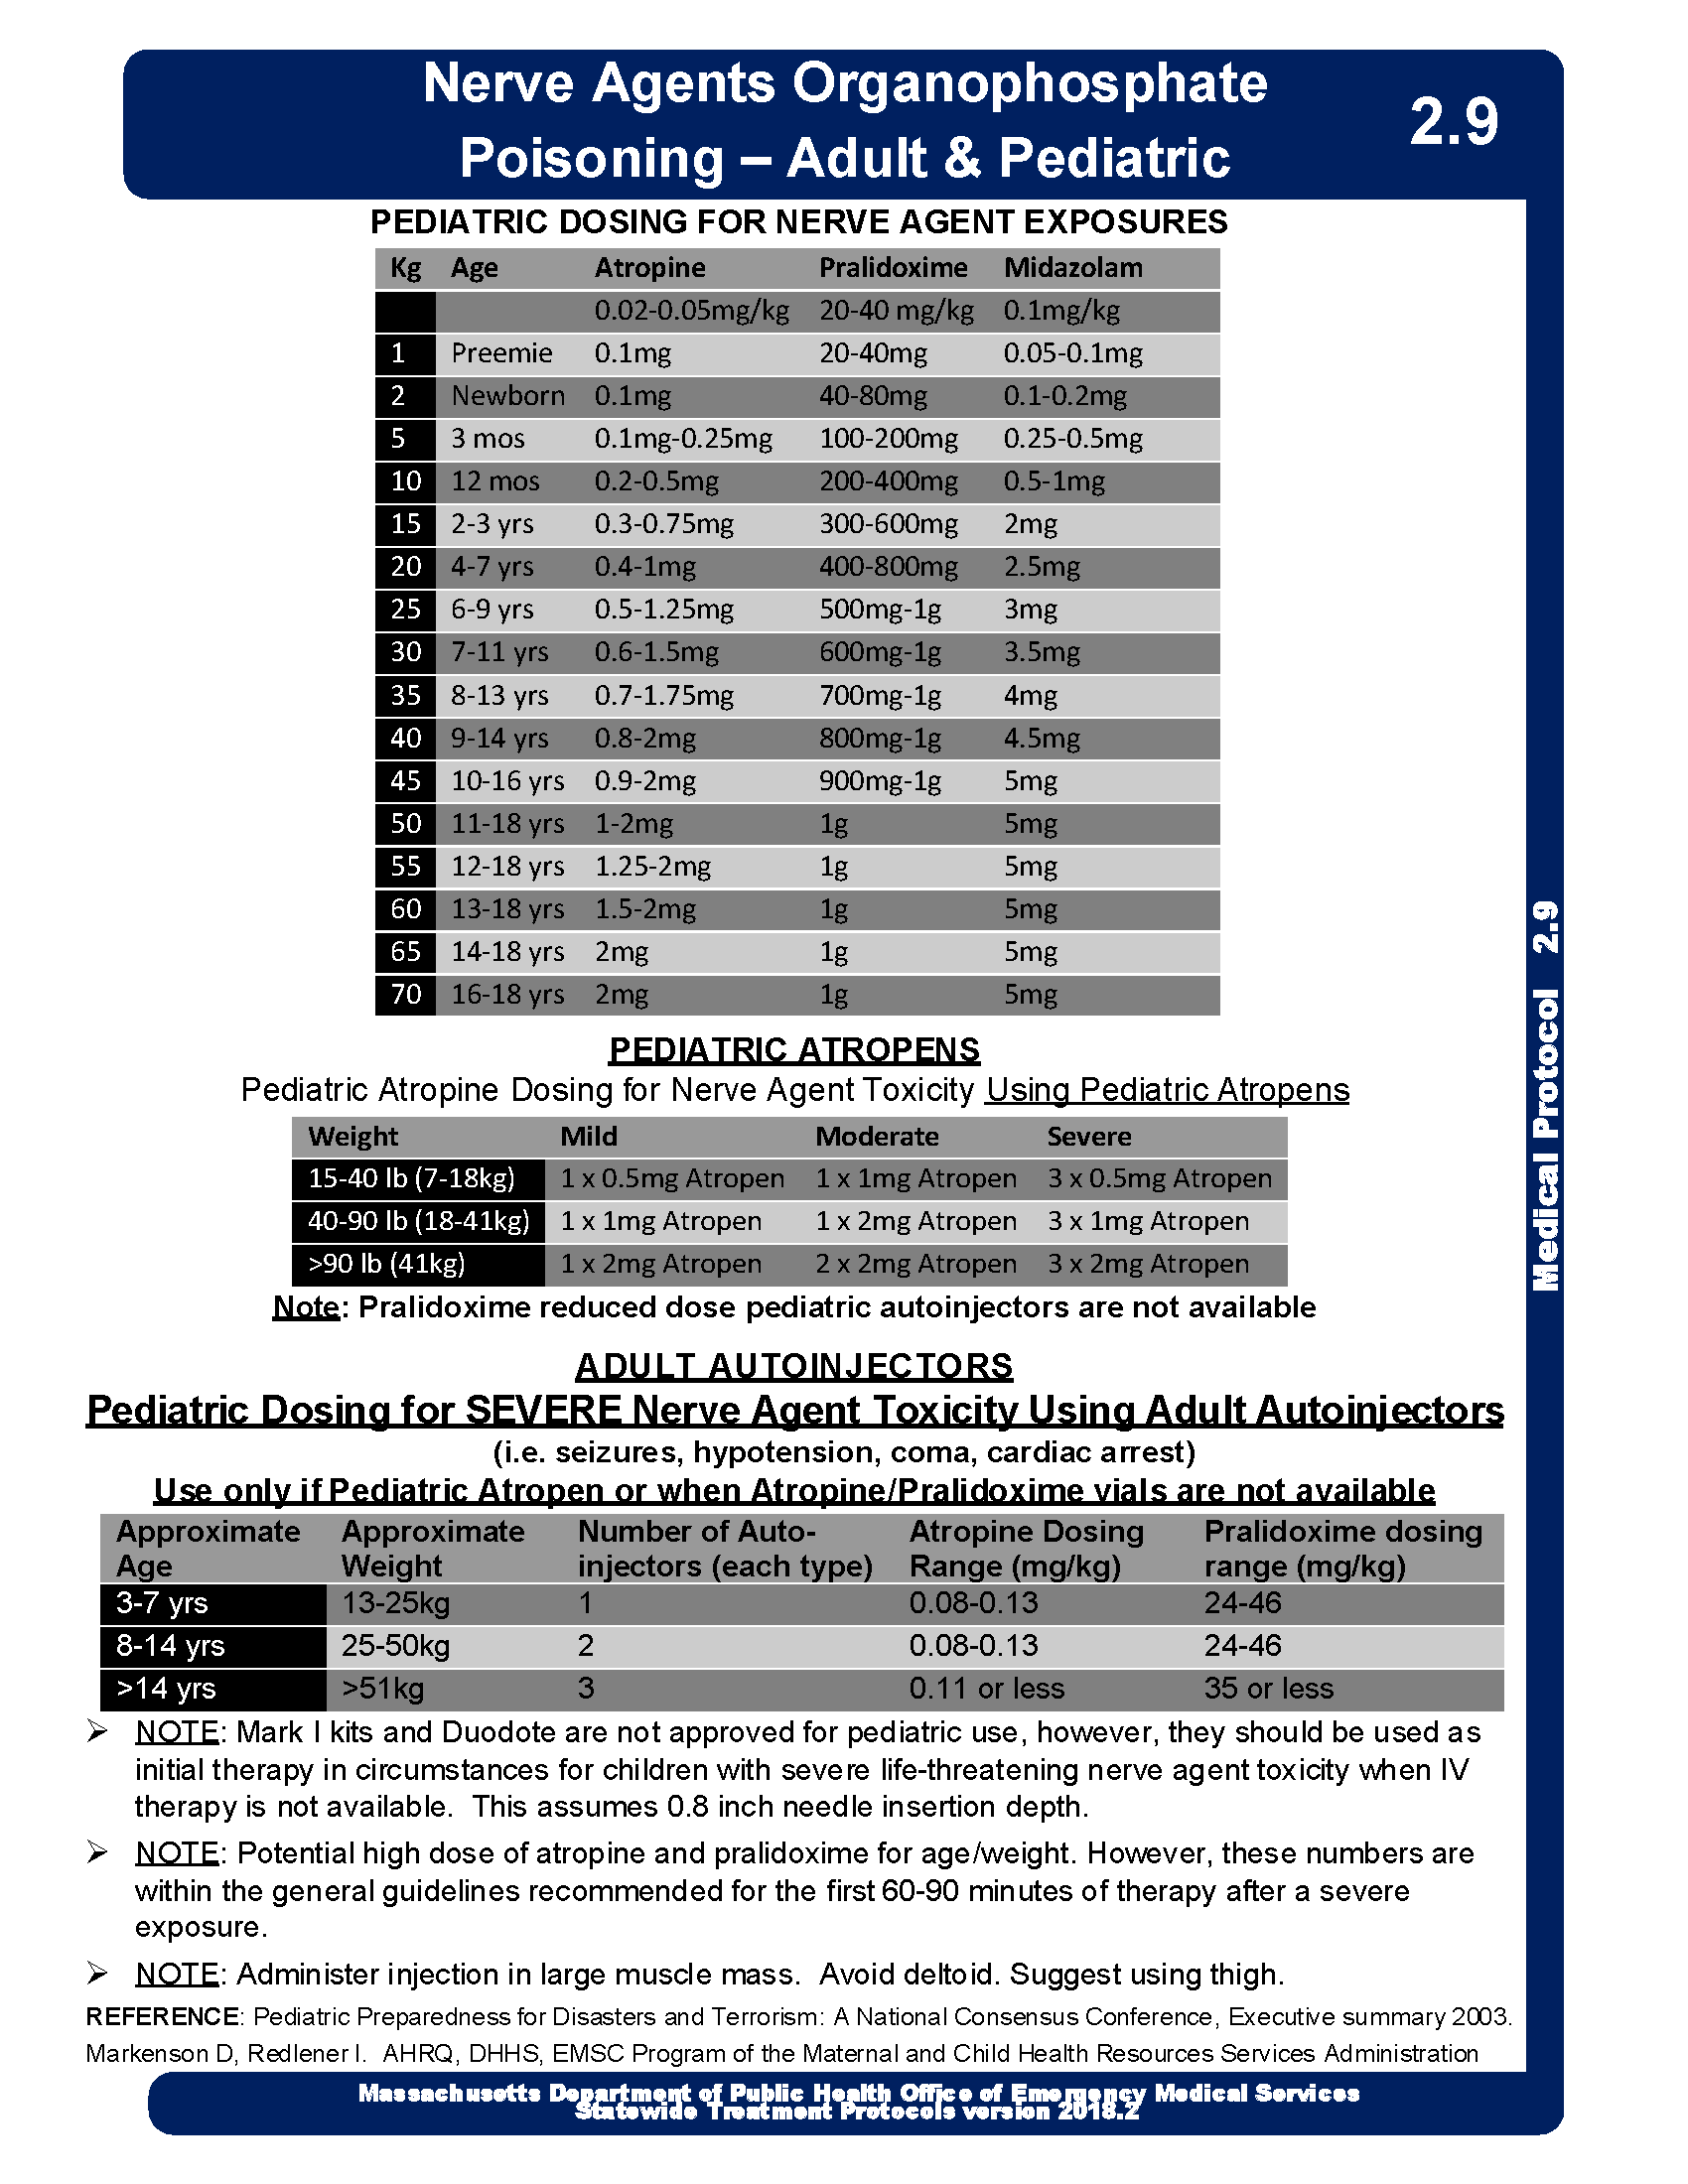 Nerve Agents Organophosphate
Poisoning – Adult & Pediatric
2.9
PEDIATRIC DOSING FOR NERVE AGENT EXPOSURES
Kg Age Atropine Pralidoxime Midazolam
0.02-0.05mg/kg 20-40 mg/kg 0.1mg/kg
1 Preemie 0.1mg 20-40mg 0.05-0.1mg
2 Newborn 0.1mg 40-80mg 0.1-0.2mg
5 3 mos 0.1mg-0.25mg 100-200mg 0.25-0.5mg
10 12 mos 0.2-0.5mg 200-400mg 0.5-1mg
15 2-3 yrs 0.3-0.75mg 300-600mg 2mg
20 4-7 yrs 0.4-1mg 400-800mg 2.5mg
25 6-9 yrs 0.5-1.25mg 500mg-1g 3mg
30 7-11 yrs 0.6-1.5mg 600mg-1g 3.5mg
35 8-13 yrs 0.7-1.75mg 700mg-1g 4mg
40 9-14 yrs 0.8-2mg 800mg-1g 4.5mg
45 10-16 yrs 0.9-2mg 900mg-1g 5mg
50 11-18 yrs 1-2mg 1g 5mg
55 12-18 yrs 1.25-2mg 1g 5mg
60 13-18 yrs 1.5-2mg 1g 5mg
65 14-18 yrs 2mg 1g 5mg
70 16-18 yrs 2mg 1g 5mg
PEDIATRIC ATROPENS
Pediatric Atropine Dosing for Nerve Agent Toxicity Using Pediatric Atropens
Weight Mild Moderate Severe
15-40 lb (7-18kg) 1 x 0.5mg Atropen 1 x 1mg Atropen 3 x 0.5mg Atropen
40-90 lb (18-41kg) 1 x 1mg Atropen 1 x 2mg Atropen 3 x 1mg Atropen
>90 lb (41kg) 1 x 2mg Atropen 2 x 2mg Atropen 3 x 2mg Atropen
Note: Pralidoxime reduced dose pediatric autoinjectors are not available
ADULT AUTOINJECTORS
Pediatric Dosing for SEVERE Nerve Agent Toxicity Using Adult Autoinjectors
(i.e. seizures, hypotension, coma, cardiac arrest)
Use only if Pediatric Atropen or when Atropine/Pralidoxime vials are not available
Approximate Approximate Number of Auto- Atropine Dosing Pralidoxime dosing
Age Weight injectors (each type) Range (mg/kg) range (mg/kg)
3-7 yrs 13-25kg 1 0.08-0.13 24-46
8-14 yrs 25-50kg 2 0.08-0.13 24-46
>14 yrs >51kg 3 0.11 or less 35 or less
➢ NOTE: Mark I kits and Duodote are not approved for pediatric use, however, they should be used as
initial therapy in circumstances for children with severe life-threatening nerve agent toxicity when IV
therapy is not available. This assumes 0.8 inch needle insertion depth.
➢ NOTE: Potential high dose of atropine and pralidoxime for age/weight. However, these numbers are
within the general guidelines recommended for the first 60-90 minutes of therapy after a severe
exposure.
➢ NOTE: Administer injection in large muscle mass. Avoid deltoid. Suggest using thigh.
REFERENCE: Pediatric Preparedness for Disasters and Terrorism: A National Consensus Conference, Executive summary 2003.
Markenson D, Redlener I. AHRQ, DHHS, EMSC Program of the Maternal and Child Health Resources Services Administration
Medical Protocol 2.9
Massachusetts Department of Public Health Office of Emergency Medical Services
Statewide Treatment Protocols version 2018.2